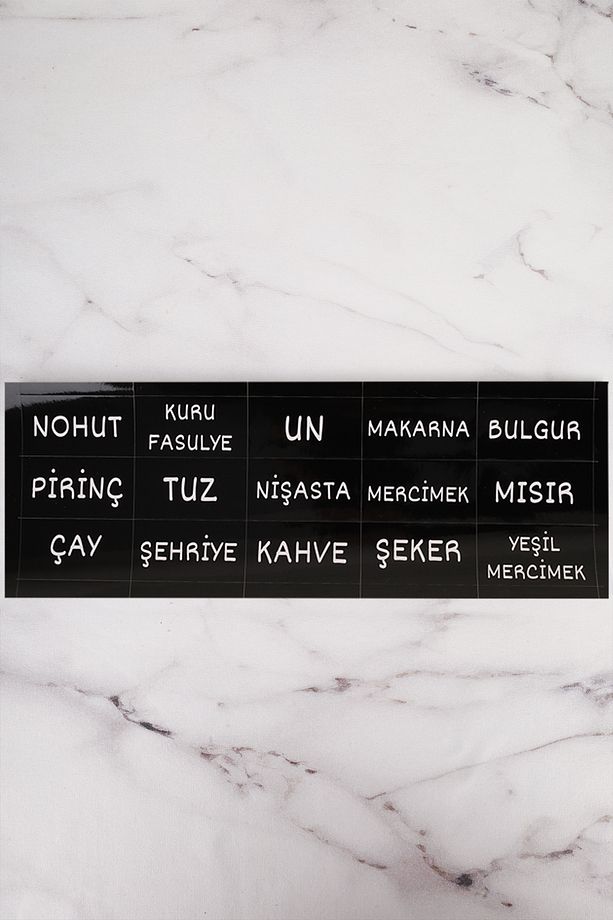 NOHUT
KURU
FASULYE
UN
MAKARNA
BULGUR
PİRİNÇ
TUZ
NİŞASTA
MERCİMEK
MISIR
ÇAY
ŞEHRİYE
KAHVE
ŞEKER
YEŞİL
MERCİMEK